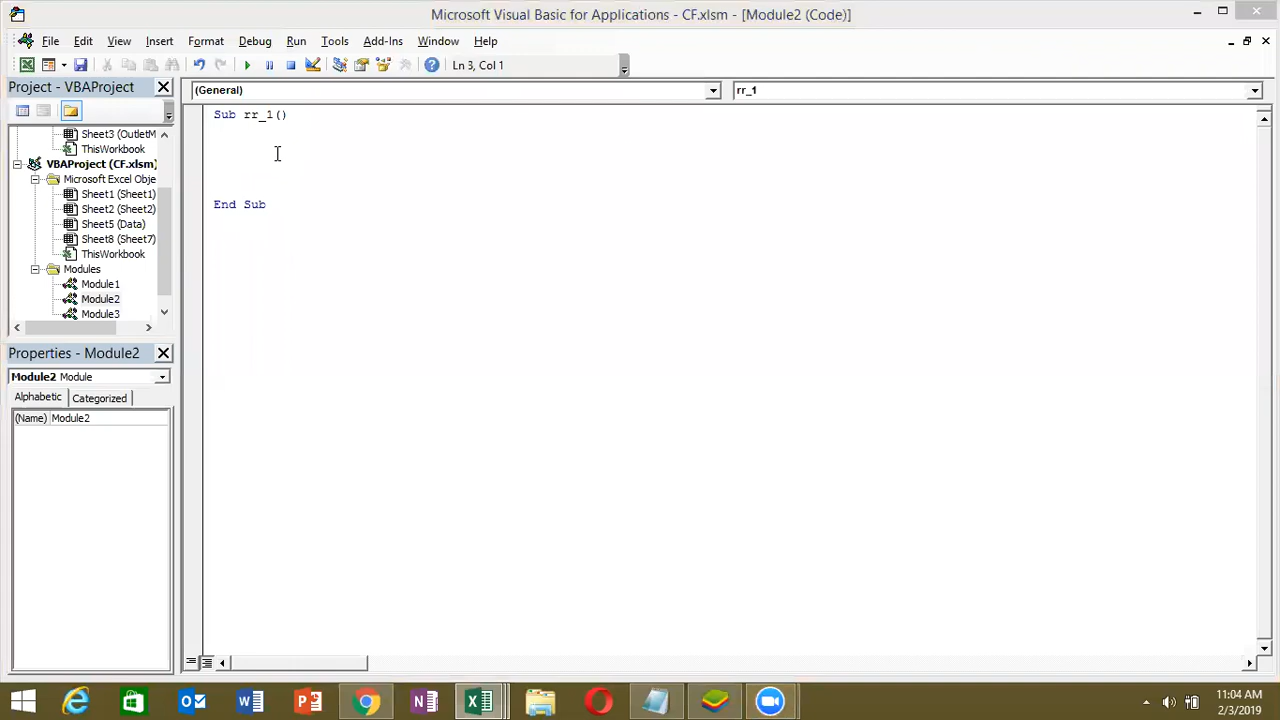 Microsoft Visual Basic for Applications - CF.xlsm - [Module2 (Code)]
File Edit View Insert Format Debug Run Tools Add-Ins Window Help
Ln 3, Col 1
Project - VBAProject
(General)
rr_1
Sheet3 (OutletM
ThisWorkbook
VBAProject (CF.xlsm)
Microsoft Excel Obje
Sheet1 (Sheet1)
Sheet2 (Sheet2)
Sheet5 (Data)
Sheet8 (Sheet7)
ThisWorkbook
Modules
Module1
Module2
Module3
Sub rr_1()
End Sub
Properties - Module2
Module2 Module
Alphabetic Categorized
(Name) Module2
11:04 AM
2/3/2019